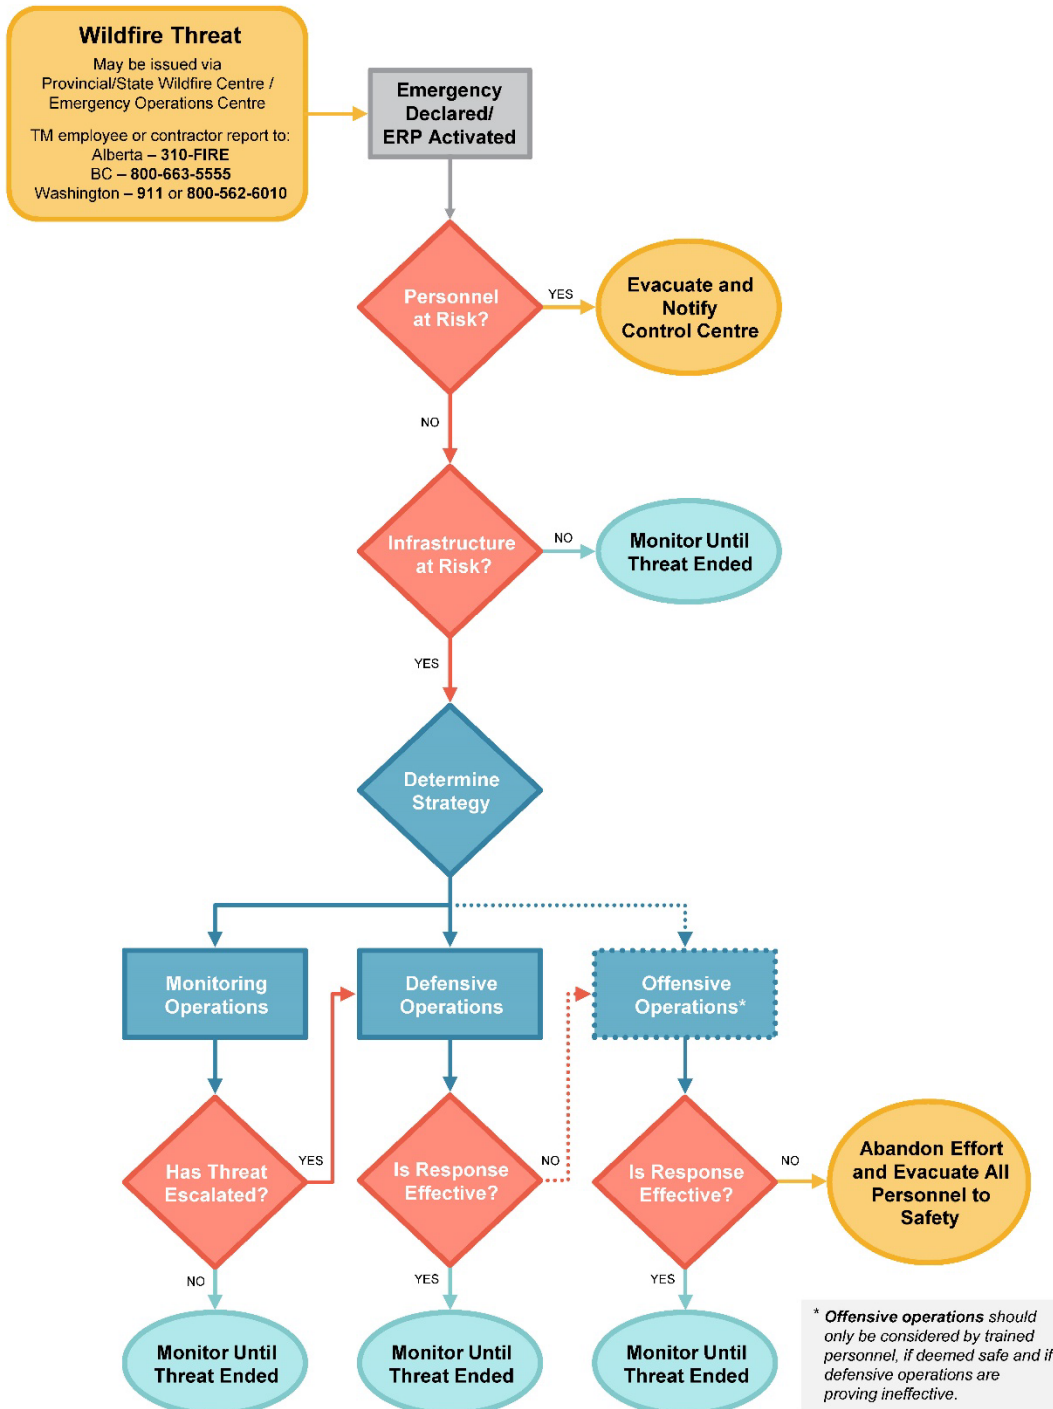 Wildfire Threat
May be issued via
Provincial/State Wildfire Centre /
Emergency Operations Centre
TM employee or contractor report to:
Alberta – 310-FIRE
BC – 800-663-5555
Washington – 911 or 800-562-6010
Emergency
Declared/
ERP Activated
Personnel
at Risk?
YES
Evacuate and
Notify
Control Centre
NO
Infrastructure
at Risk?
NO
Monitor Until
Threat Ended
YES
Determine
Strategy
Monitoring
Operations
Defensive
Operations
Offensive
Operations*
Has Threat
Escalated?
YES
Is Response
Effective?
NO
Is Response
Effective?
NO
Abandon Effort
and Evacuate All
Personnel to
Safety
NO
YES
YES
Monitor Until
Threat Ended
Monitor Until
Threat Ended
Monitor Until
Threat Ended
* Offensive operations should
only be considered by trained
personnel, if deemed safe and if
defensive operations are
proving ineffective.